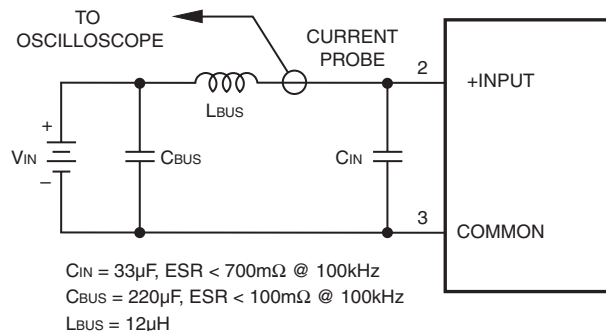 TO
OSCILLOSCOPE
CURRENT
PROBE
2
+INPUT
LBUS
+
VIN
–
CBUS
CIN
3
COMMON
CIN = 33µF, ESR < 700mΩ @ 100kHz
CBUS = 220µF, ESR < 100mΩ @ 100kHz
LBUS = 12µH